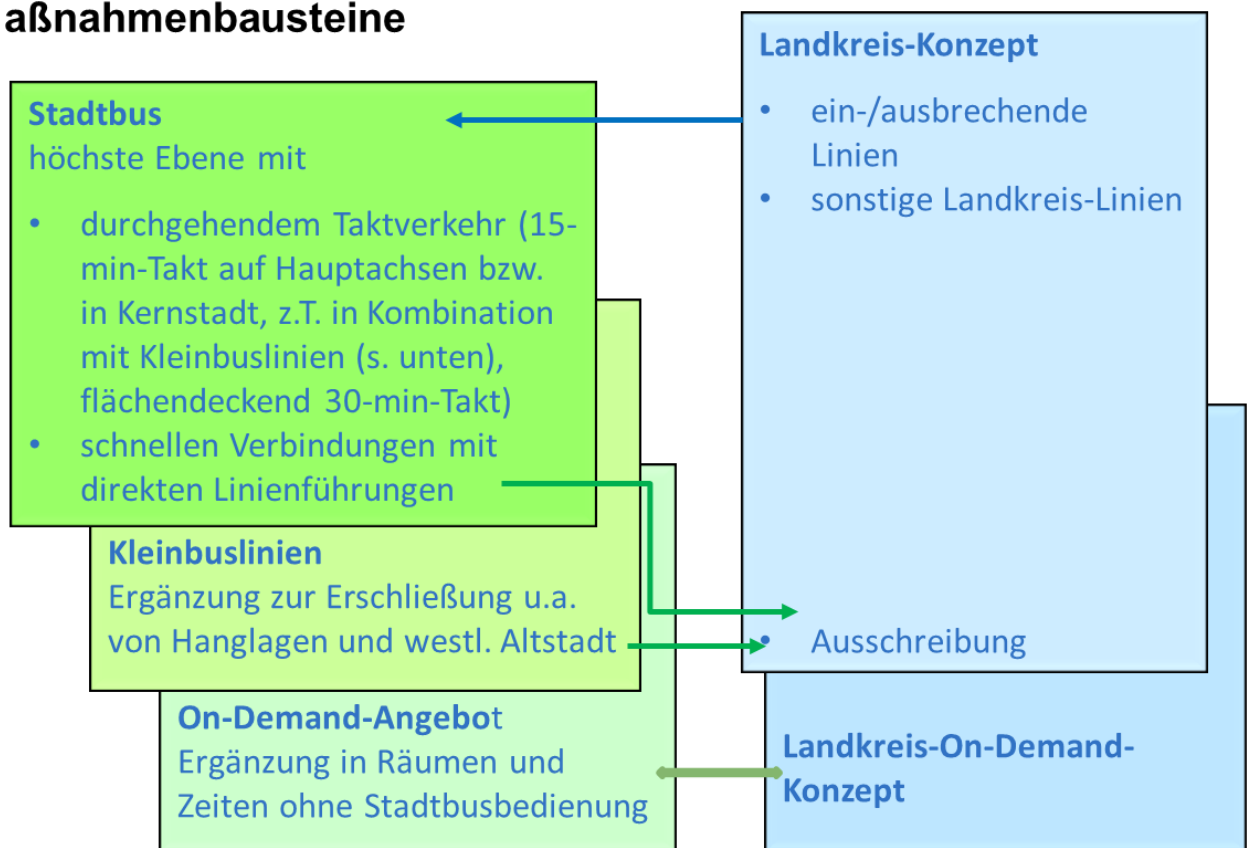 aßnahmenbausteine
Stadtbus
höchste Ebene mit
• durchgehendem Taktverkehr (15-
min-Takt auf Hauptachsen bzw.
in Kernstadt, z.T. in Kombination
mit Kleinbuslinien (s. unten),
flächendeckend 30-min-Takt)
• schnellen Verbindungen mit
direkten Linienführungen
Kleinbuslinien
Ergänzung zur Erschließung u.a.
von Hanglagen und westl. Altstadt
On-Demand-Angebot
Ergänzung in Räumen und
Zeiten ohne Stadtbusbedienung
Landkreis-Konzept
• ein-/ausbrechende
Linien
• sonstige Landkreis-Linien
• Ausschreibung
Landkreis-On-Demand-
Konzept